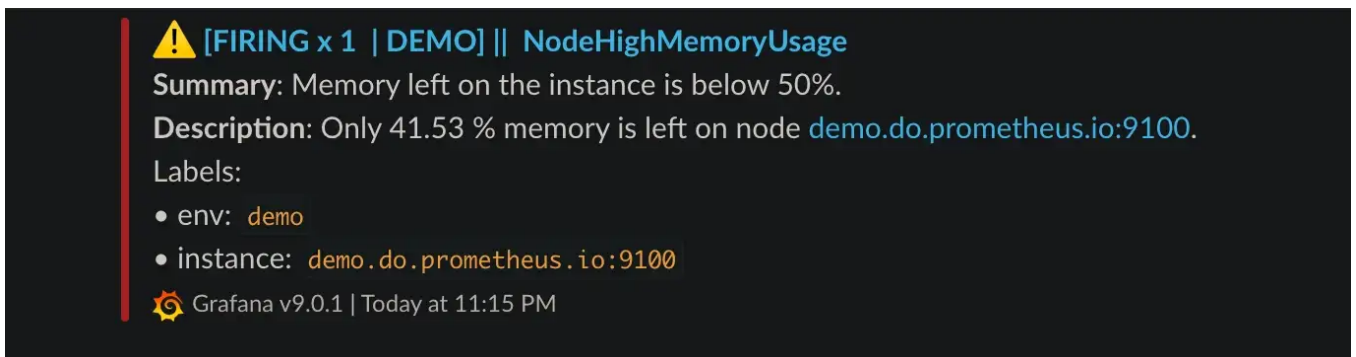 ⚠️ [FIRING x 1 | DEMO] || NodeHighMemoryUsage
Summary: Memory left on the instance is below 50%.
Description: Only 41.53 % memory is left on node demo.do.prometheus.io:9100.
Labels:
• env: demo
• instance: demo.do.prometheus.io:9100
Grafana v9.0.1 | Today at 11:15 PM